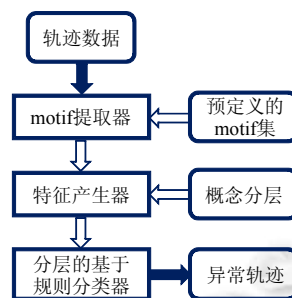 轨迹数据
motif提取器
预定义的
motif集
特征产生器
概念分层
分层的基于
规则分类器
异常轨迹